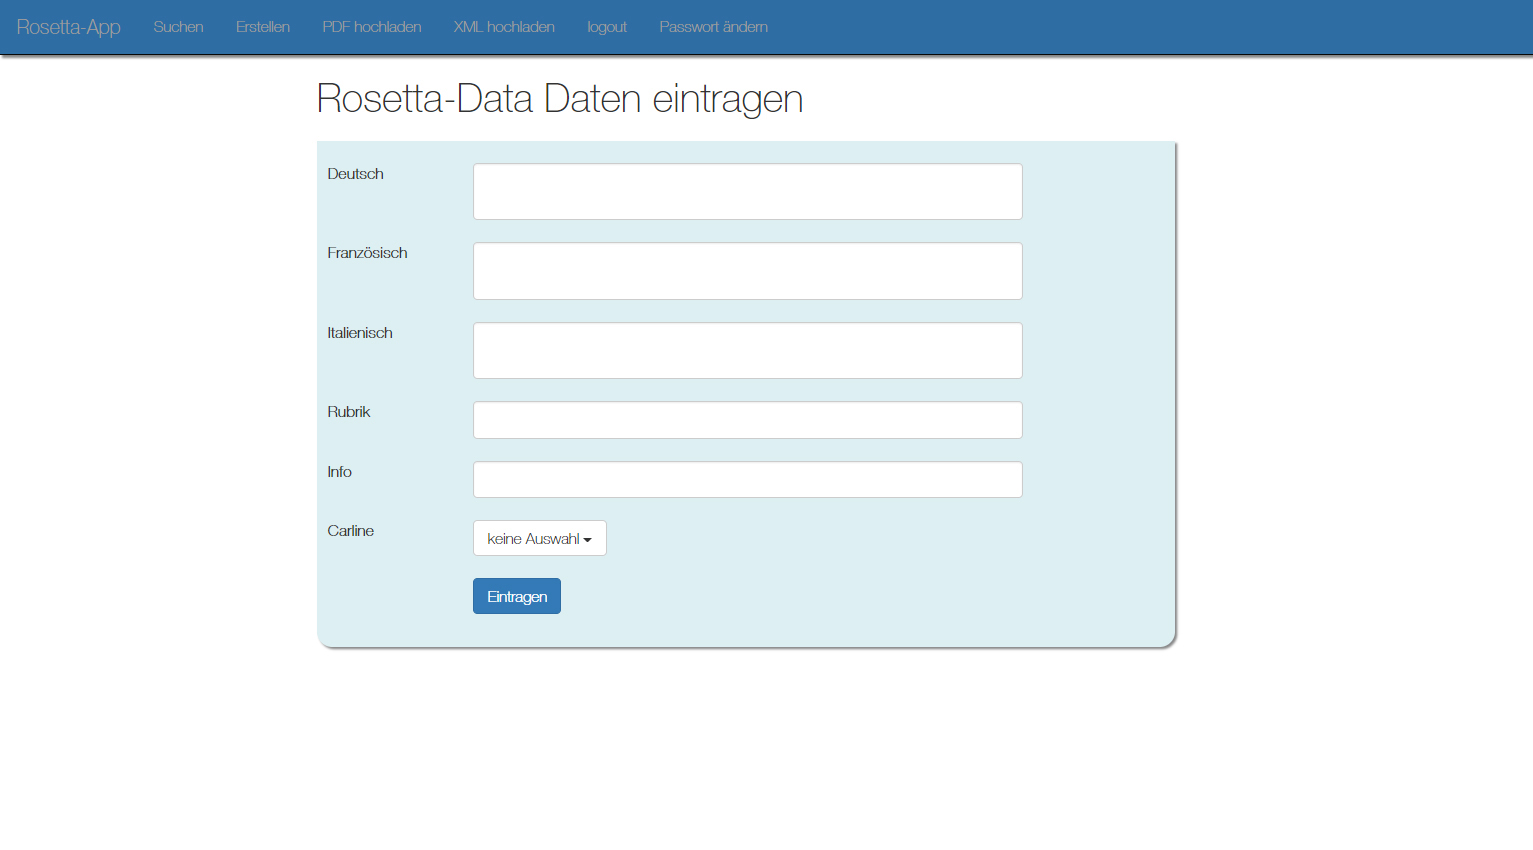 Rosetta-App Suchen Erstellen PDF hochladen XML hochladen logout Passwort ändern
Rosetta-Data Daten eintragen
Deutsch
Französisch
Italienisch
Rubrik
Info
Carline keine Auswahl
Eintragen